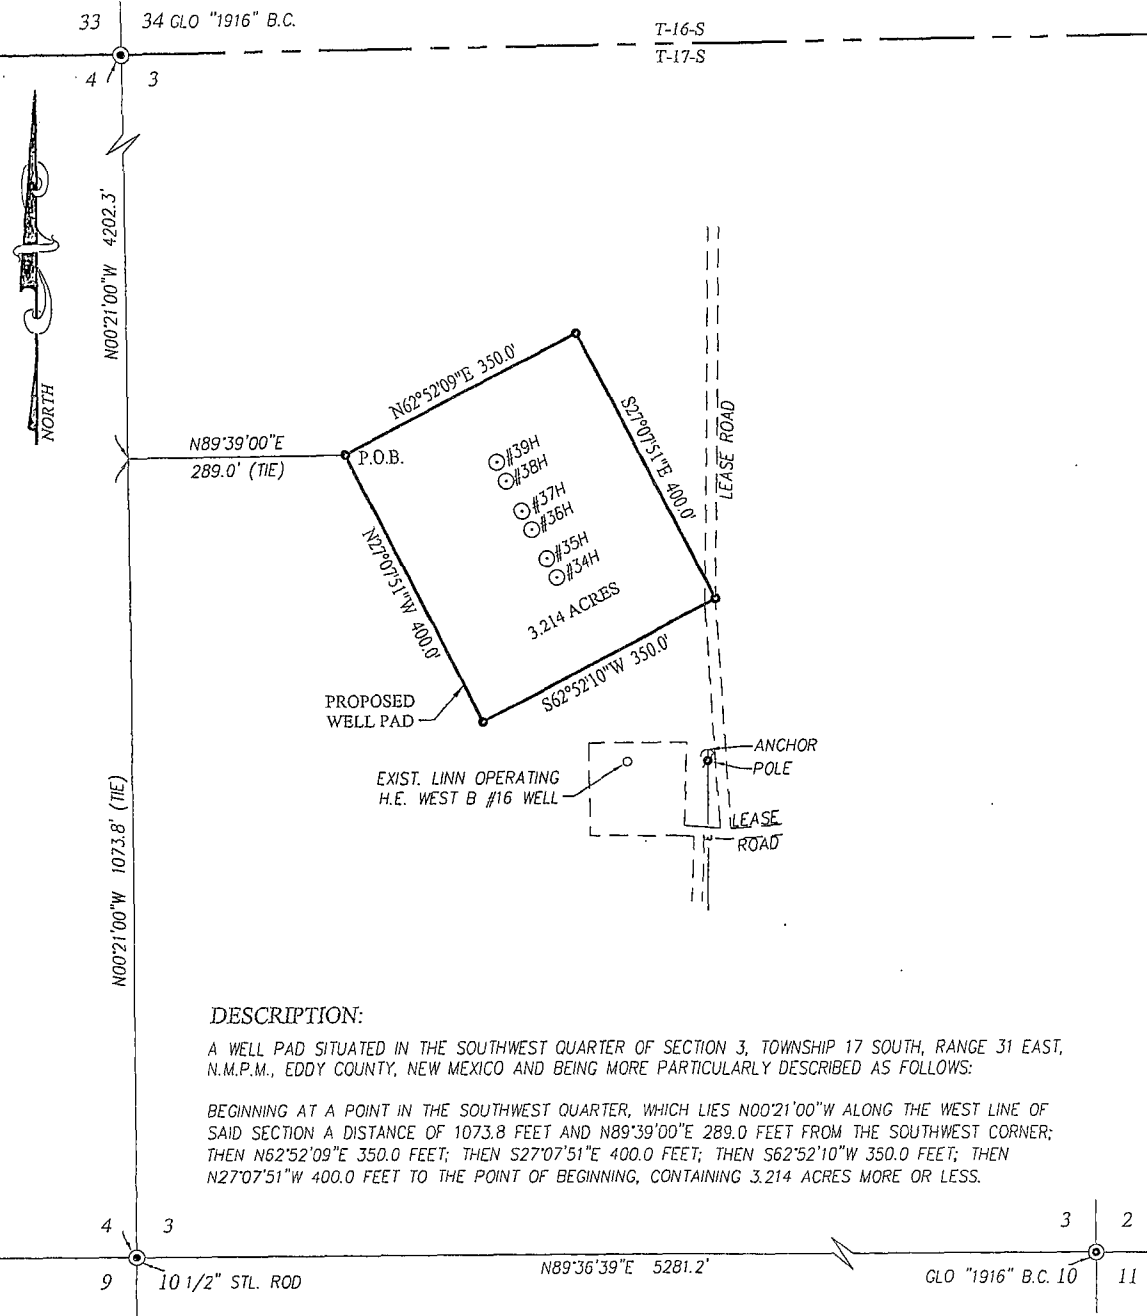 33 34 GLO "1916" B.C.
T-16-S
T-17-S
4 3
N00°21'00"W 4202.3'
NORTH
N62°52'09"E 350.0'
S27°07'51"E 400.0'
LEASE ROAD
N89°39'00"E
289.0' (TIE)
P.O.B.
#39H
#38H
#37H
#36H
#35H
#34H
3.214 ACRES
N27°07'51"W 400.0'
S62°52'10"W 350.0'
PROPOSED
WELL PAD
ANCHOR
POLE
EXIST. LINN OPERATING
H.E. WEST B #16 WELL
LEASE
ROAD
N00°21'00"W 1073.8' (TIE)
DESCRIPTION:
A WELL PAD SITUATED IN THE SOUTHWEST QUARTER OF SECTION 3, TOWNSHIP 17 SOUTH, RANGE 31 EAST,
N.M.P.M., EDDY COUNTY, NEW MEXICO AND BEING MORE PARTICULARLY DESCRIBED AS FOLLOWS:
BEGINNING AT A POINT IN THE SOUTHWEST QUARTER, WHICH LIES N00°21'00"W ALONG THE WEST LINE OF
SAID SECTION A DISTANCE OF 1073.8 FEET AND N89°39'00"E 289.0 FEET FROM THE SOUTHWEST CORNER;
THEN N62°52'09"E 350.0 FEET; THEN S27°07'51"E 400.0 FEET; THEN S62°52'10"W 350.0 FEET; THEN
N27°07'51"W 400.0 FEET TO THE POINT OF BEGINNING, CONTAINING 3.214 ACRES MORE OR LESS.
4 3
3 2
9 10 1/2" STL. ROD
N89°36'39"E 5281.2'
GLO "1916" B.C. 10 11